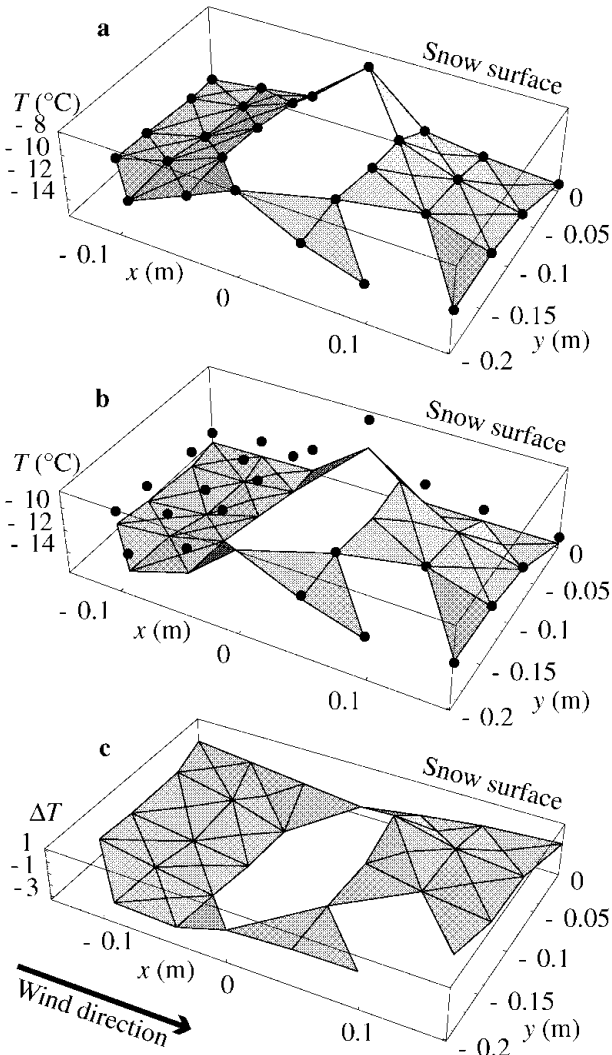 a
Snow surface
T (°C)
- 8
- 10
- 12
- 14
- 0.1
x (m)
0
0.1
0
- 0.05
- 0.1
- 0.15
- 0.2
y (m)
b
Snow surface
T (°C)
- 10
- 12
- 14
- 0.1
x (m)
0
0.1
0
- 0.05
- 0.1
- 0.15
- 0.2
y (m)
c
Snow surface
ΔT
1
- 1
- 3
- 0.1
x (m)
0
0.1
0
- 0.05
- 0.1
- 0.15
- 0.2
y (m)
Wind direction